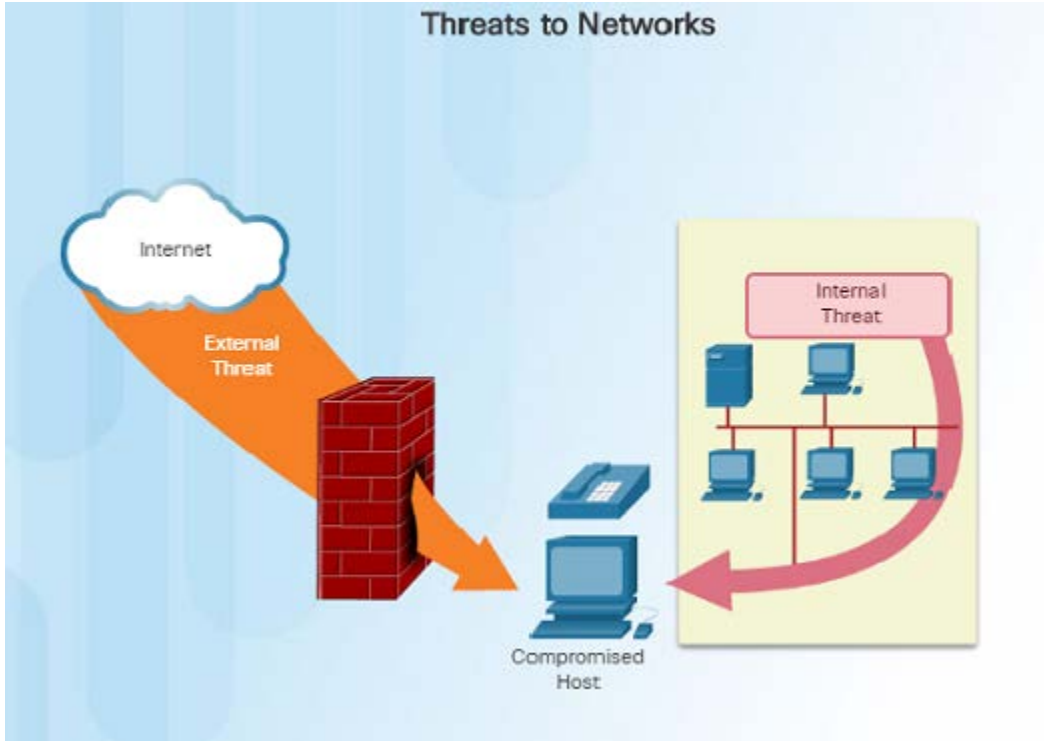 Threats to Networks
Internet
External
Threat
Internal
Threat
Compromised
Host